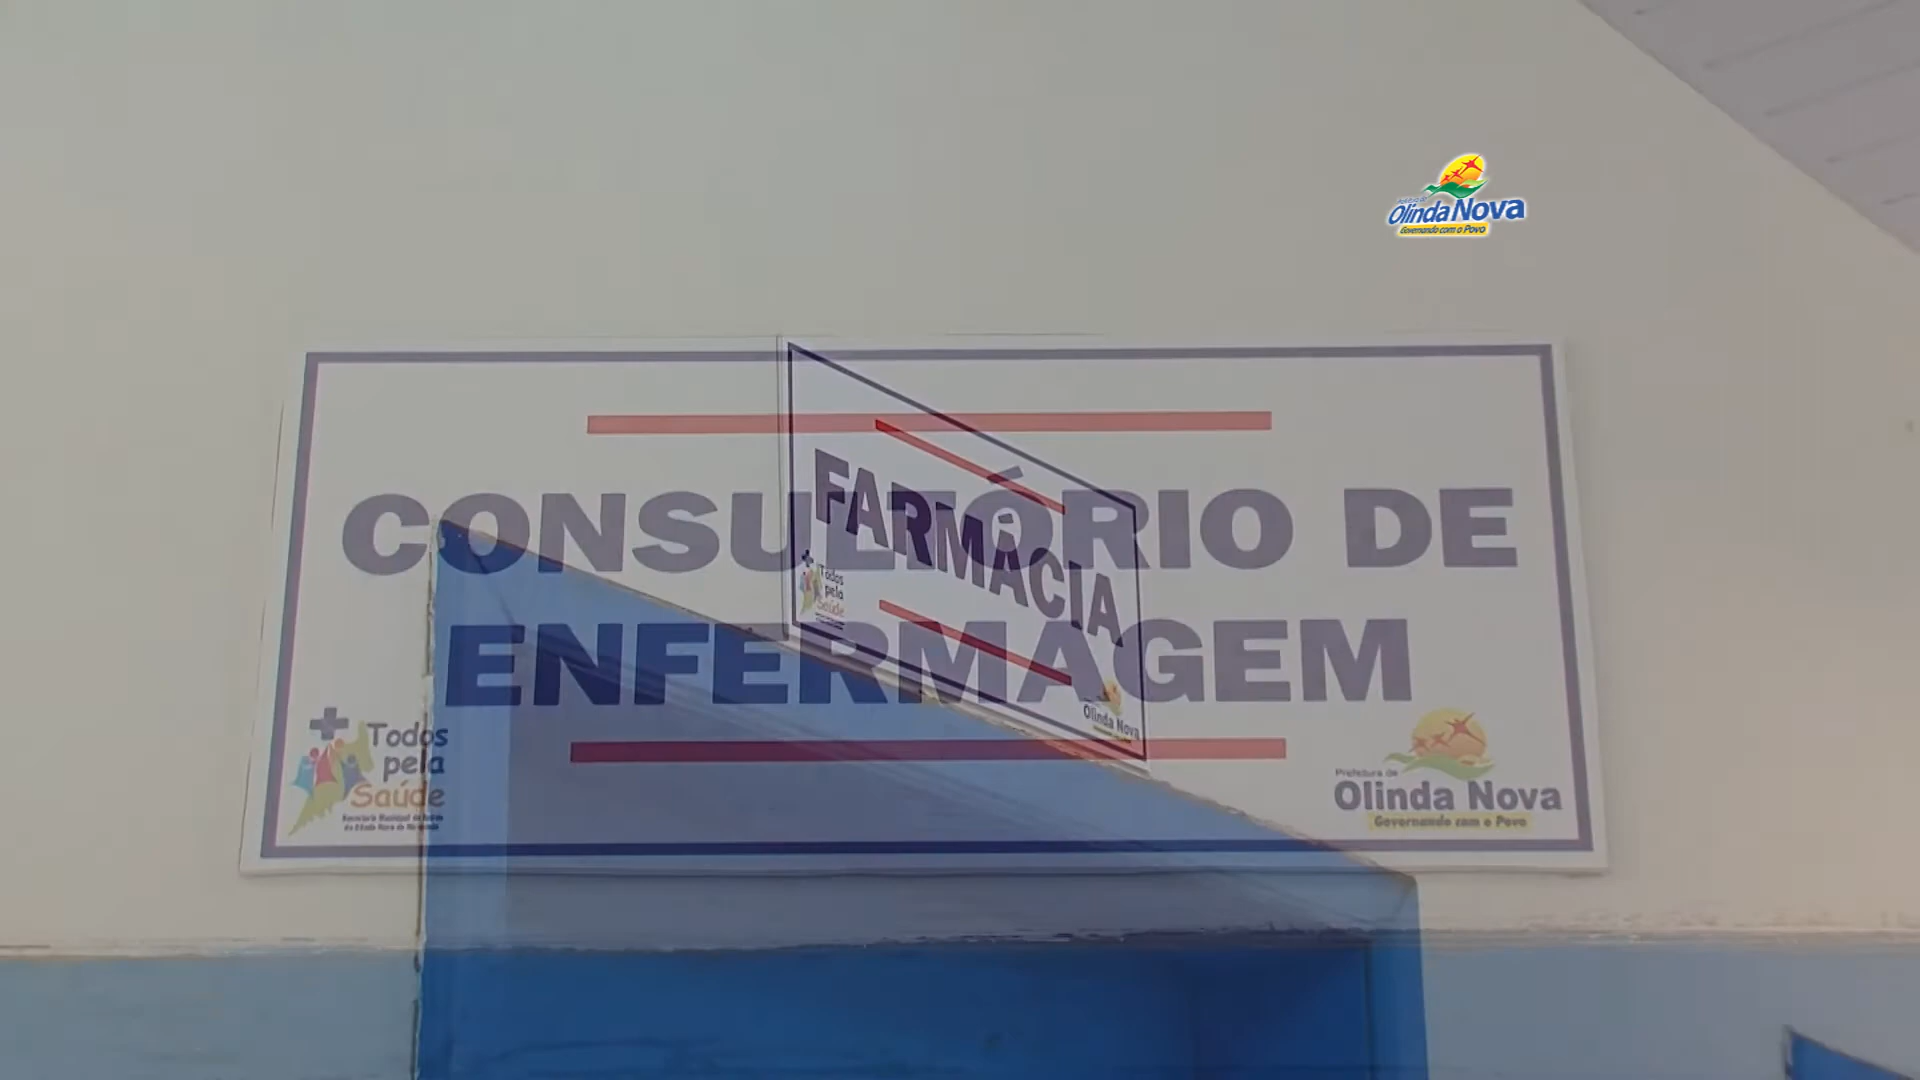 Olinda Nova
Governando com o Povo
CONSULTÓRIO DE
ENFERMAGEM
Todos
pela
Saúde
Prefeitura de
Olinda Nova
Governando com o Povo
FARMÁCIA
Todos
pela
Saúde
Olinda Nova